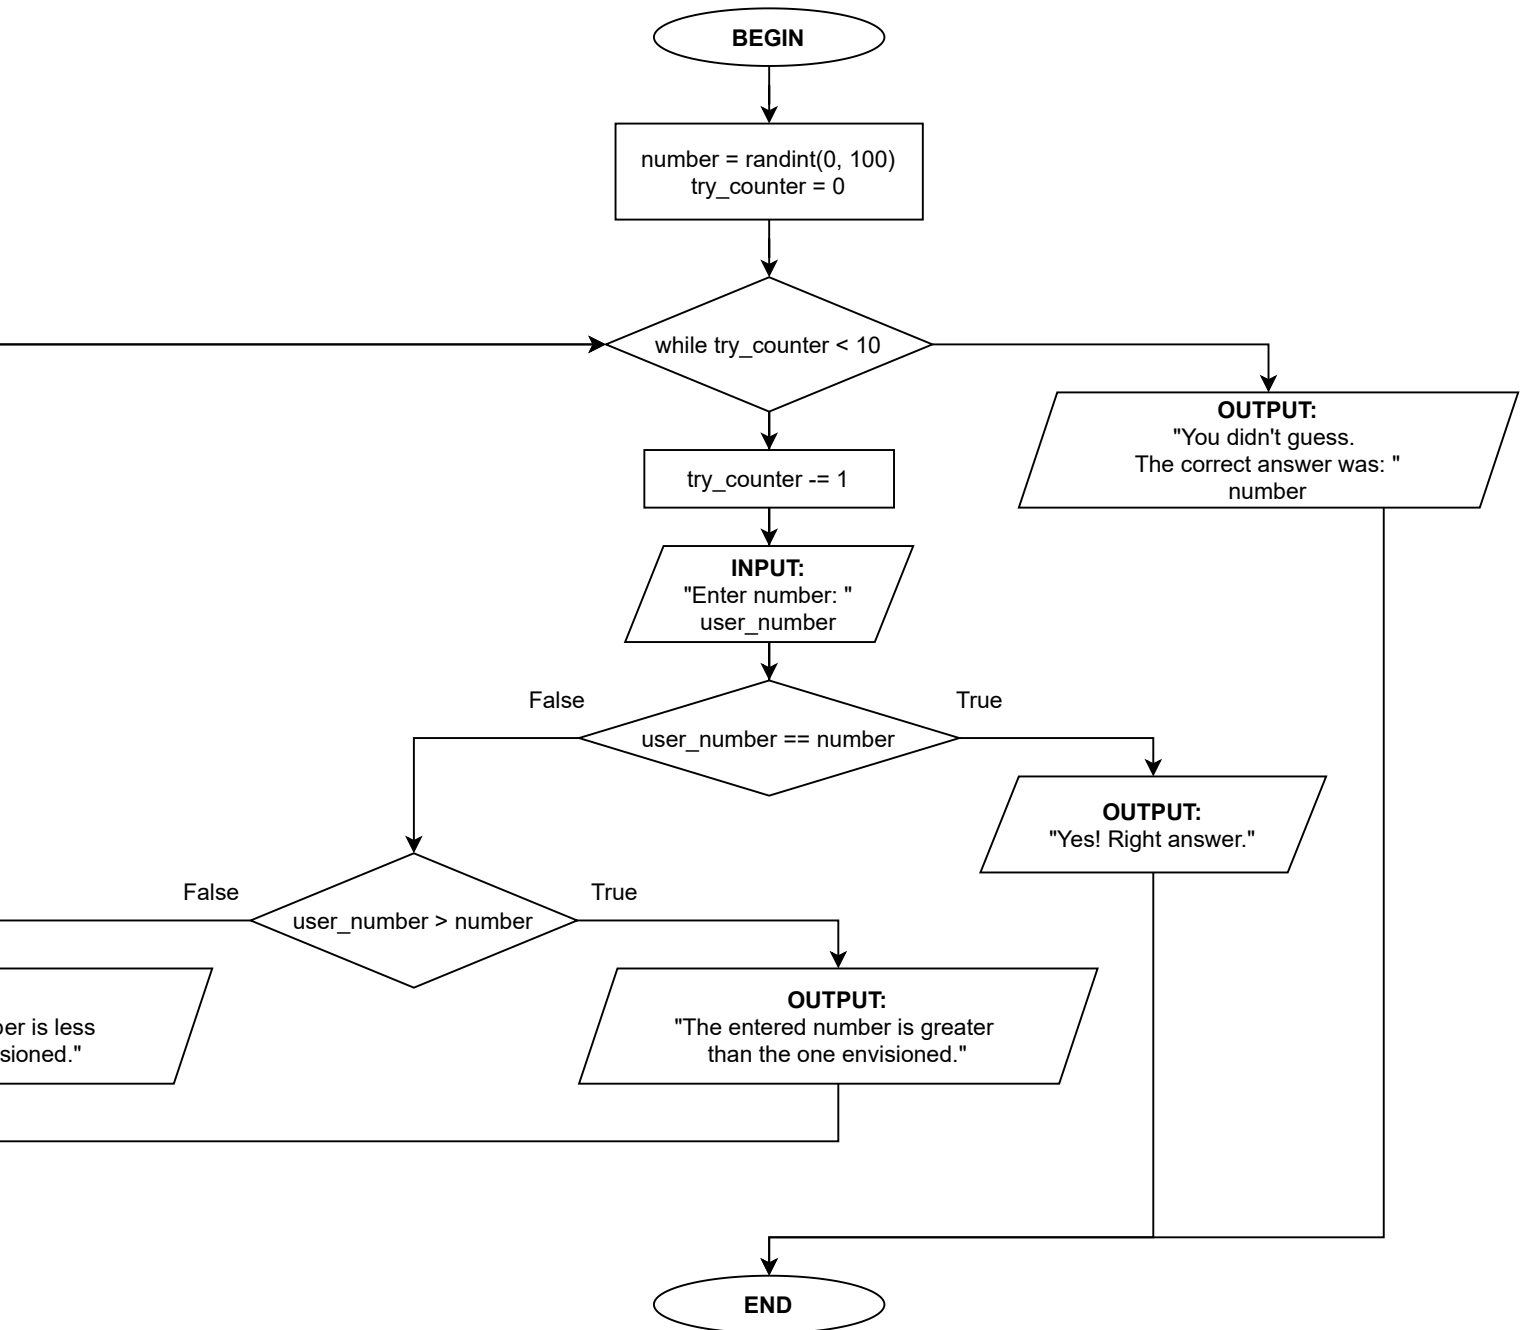 BEGIN
number = randint(0, 100)
try_counter = 0
while try_counter < 10
OUTPUT:
"You didn't guess.
The correct answer was: "
number
try_counter -= 1
INPUT:
"Enter number: "
user_number
False
True
user_number == number
OUTPUT:
"Yes! Right answer."
False
True
user_number > number
is less
OUTPUT:
"The entered number is greater
than the one envisioned."
END